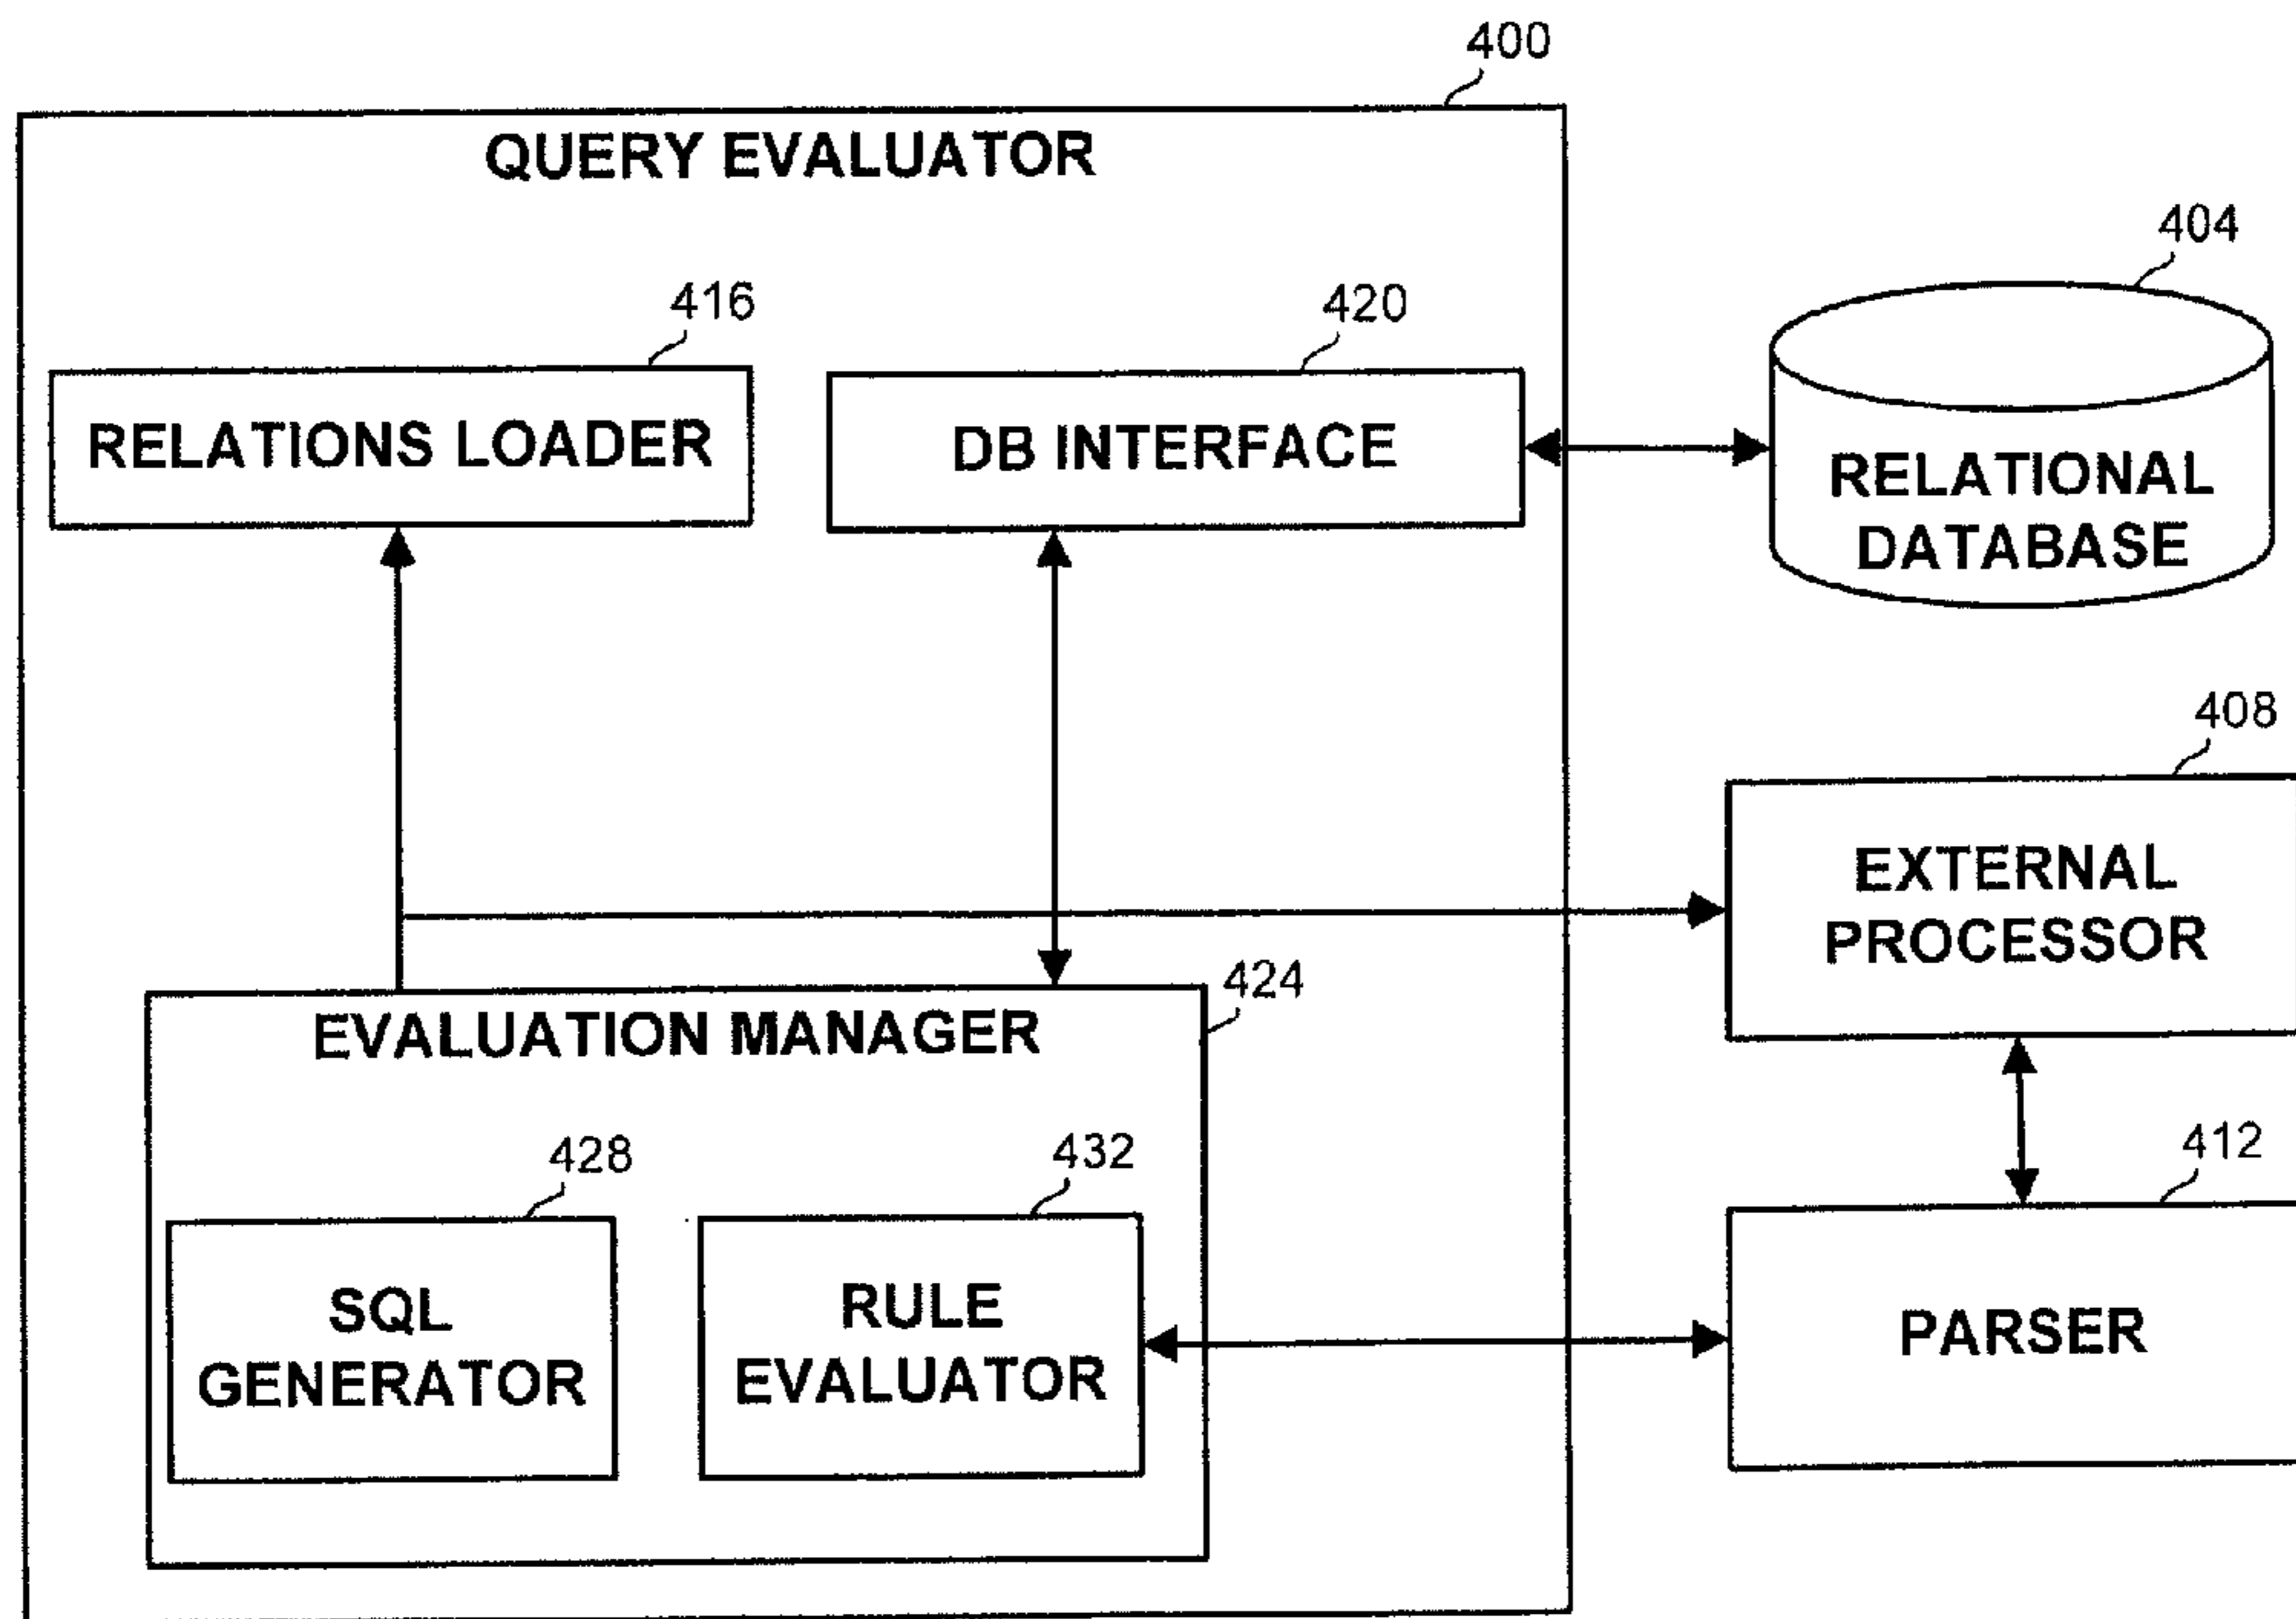 400
QUERY EVALUATOR
404
416
420
RELATIONS LOADER
DB INTERFACE
RELATIONAL
DATABASE
408
EXTERNAL
PROCESSOR
424
EVALUATION MANAGER
428
432
412
SQL
GENERATOR
RULE
EVALUATOR
PARSER